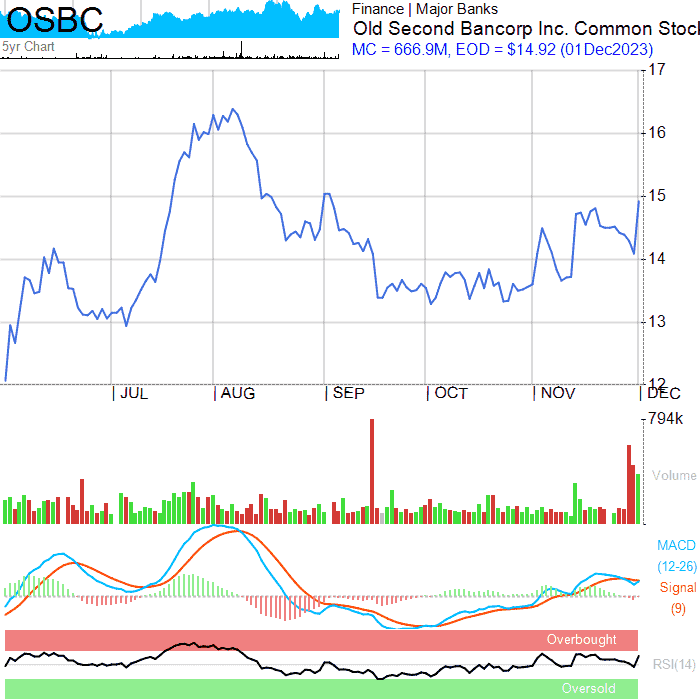 OSBC
Finance | Major Banks
Old Second Bancorp Inc. Common Stoc
MC = 666.9M, EOD = $14.92 (01Dec2023)
5yr Chart
17
16
15
14
13
12
JUL AUG SEP OCT NOV DEC
794k
Volume
MACD
(12-26)
Signal
(9)
Overbought
RSI(14)
Oversold